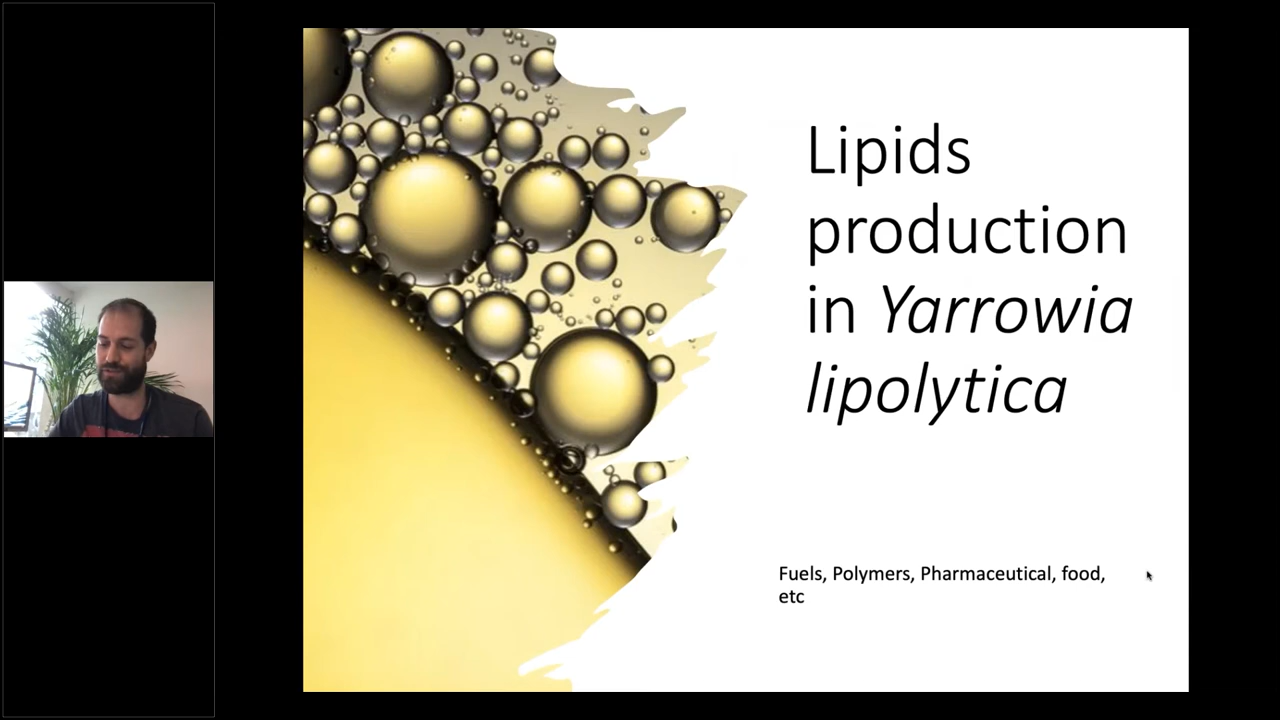 Lipids
production
in Yarrowia
lipolytica
Fuels, Polymers, Pharmaceutical, food,
etc